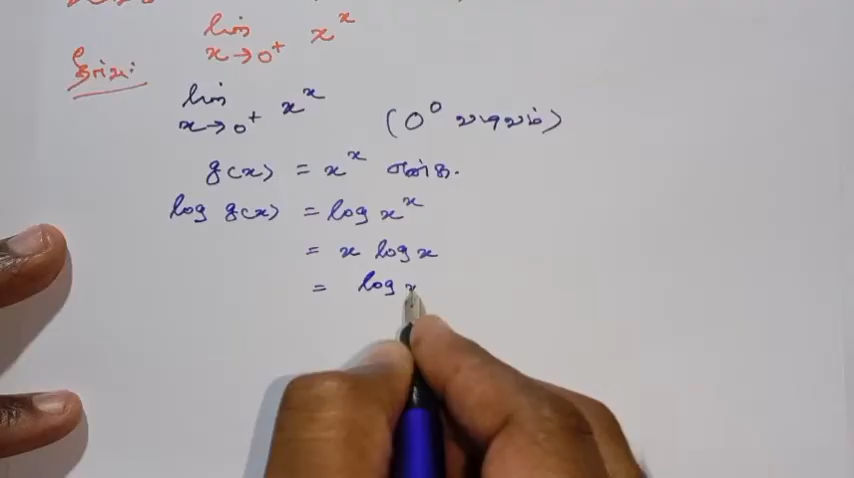 lim x→0⁺ x^x
தீர்வு:
lim x→0⁺ x^x (0⁰ வடிவம்)
g(x) = x^x என்க.
log g(x) = log x^x
= x log x
= log x